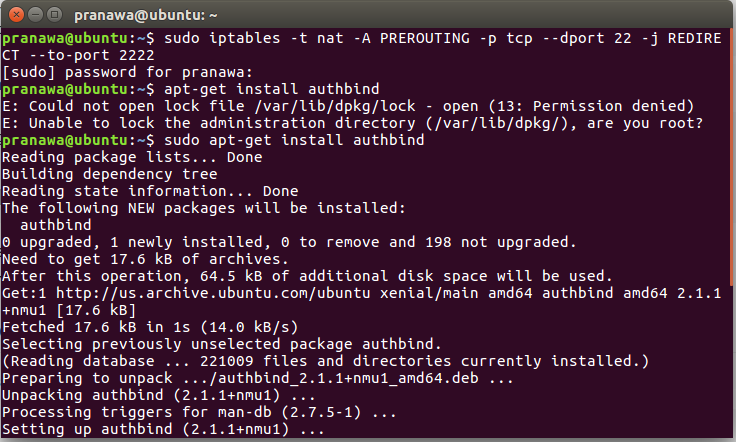 pranawa@ubuntu: ~
pranawa@ubuntu:~$ sudo iptables -t nat -A PREROUTING -p tcp --dport 22 -j REDIRE
CT --to-port 2222
[sudo] password for pranawa:
pranawa@ubuntu:~$ apt-get install authbind
E: Could not open lock file /var/lib/dpkg/lock - open (13: Permission denied)
E: Unable to lock the administration directory (/var/lib/dpkg/), are you root?
pranawa@ubuntu:~$ sudo apt-get install authbind
Reading package lists... Done
Building dependency tree
Reading state information... Done
The following NEW packages will be installed:
  authbind
0 upgraded, 1 newly installed, 0 to remove and 198 not upgraded.
Need to get 17.6 kB of archives.
After this operation, 64.5 kB of additional disk space will be used.
Get:1 http://us.archive.ubuntu.com/ubuntu xenial/main amd64 authbind amd64 2.1.1
+nmu1 [17.6 kB]
Fetched 17.6 kB in 1s (14.0 kB/s)
Selecting previously unselected package authbind.
(Reading database ... 221009 files and directories currently installed.)
Preparing to unpack .../authbind_2.1.1+nmu1_amd64.deb ...
Unpacking authbind (2.1.1+nmu1) ...
Processing triggers for man-db (2.7.5-1) ...
Setting up authbind (2.1.1+nmu1) ...